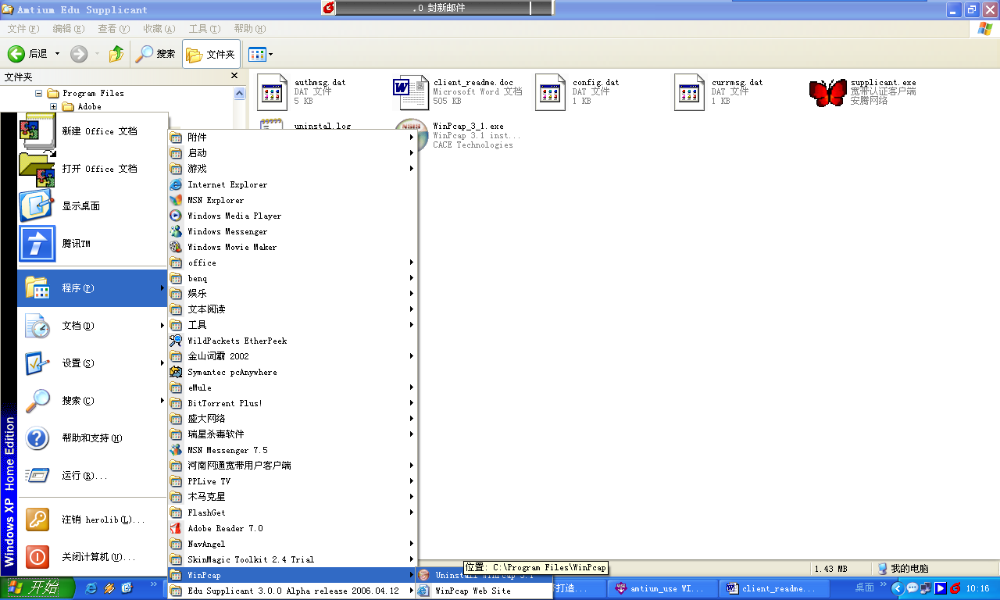 Amtium Edu Supplicant
.0 封新邮件
文件(F) 编辑(E) 查看(V) 收藏(A) 工具(T) 帮助(H)
后退 搜索 文件夹
文件夹
Program Files
Adobe
authmsg.dat
DAT 文件
5 KB
client_readme.doc
Microsoft Word 文档
505 KB
config.dat
DAT 文件
1 KB
currmsg.dat
DAT 文件
1 KB
supplicant.exe
宽带认证客户端
安腾网络
uninstal.log
WinPcap_3_1.exe
WinPcap 3.1 inst...
CACE Technologies
新建 Office 文档
打开 Office 文档
显示桌面
腾讯TM
程序(P)
文档(D)
设置(S)
搜索(C)
帮助和支持(H)
运行(R)...
注销 herolib(L)...
关闭计算机(U)...
Windows XP Home Edition
附件
启动
游戏
Internet Explorer
MSN Explorer
Windows Media Player
Windows Messenger
Windows Movie Maker
office
benq
娱乐
文本阅读
工具
WildPackets EtherPeek
金山词霸 2002
Symantec pcAnywhere
eMule
BitTorrent Plus!
盛大网络
瑞星杀毒软件
MSN Messenger 7.5
河南网通宽带用户客户端
PPLive TV
木马克星
FlashGet
Adobe Reader 7.0
NavAngel
SkinMagic Toolkit 2.4 Trial
WinPcap
Edu Supplicant 3.0.0 Alpha release 2006.04.12
位置: C:\Program Files\WinPcap
Uninstall WinPcap 3.1
WinPcap Web Site
1.43 MB
我的电脑
开始
打造...
amtium_use WI...
client_readme...
桌面
10:16